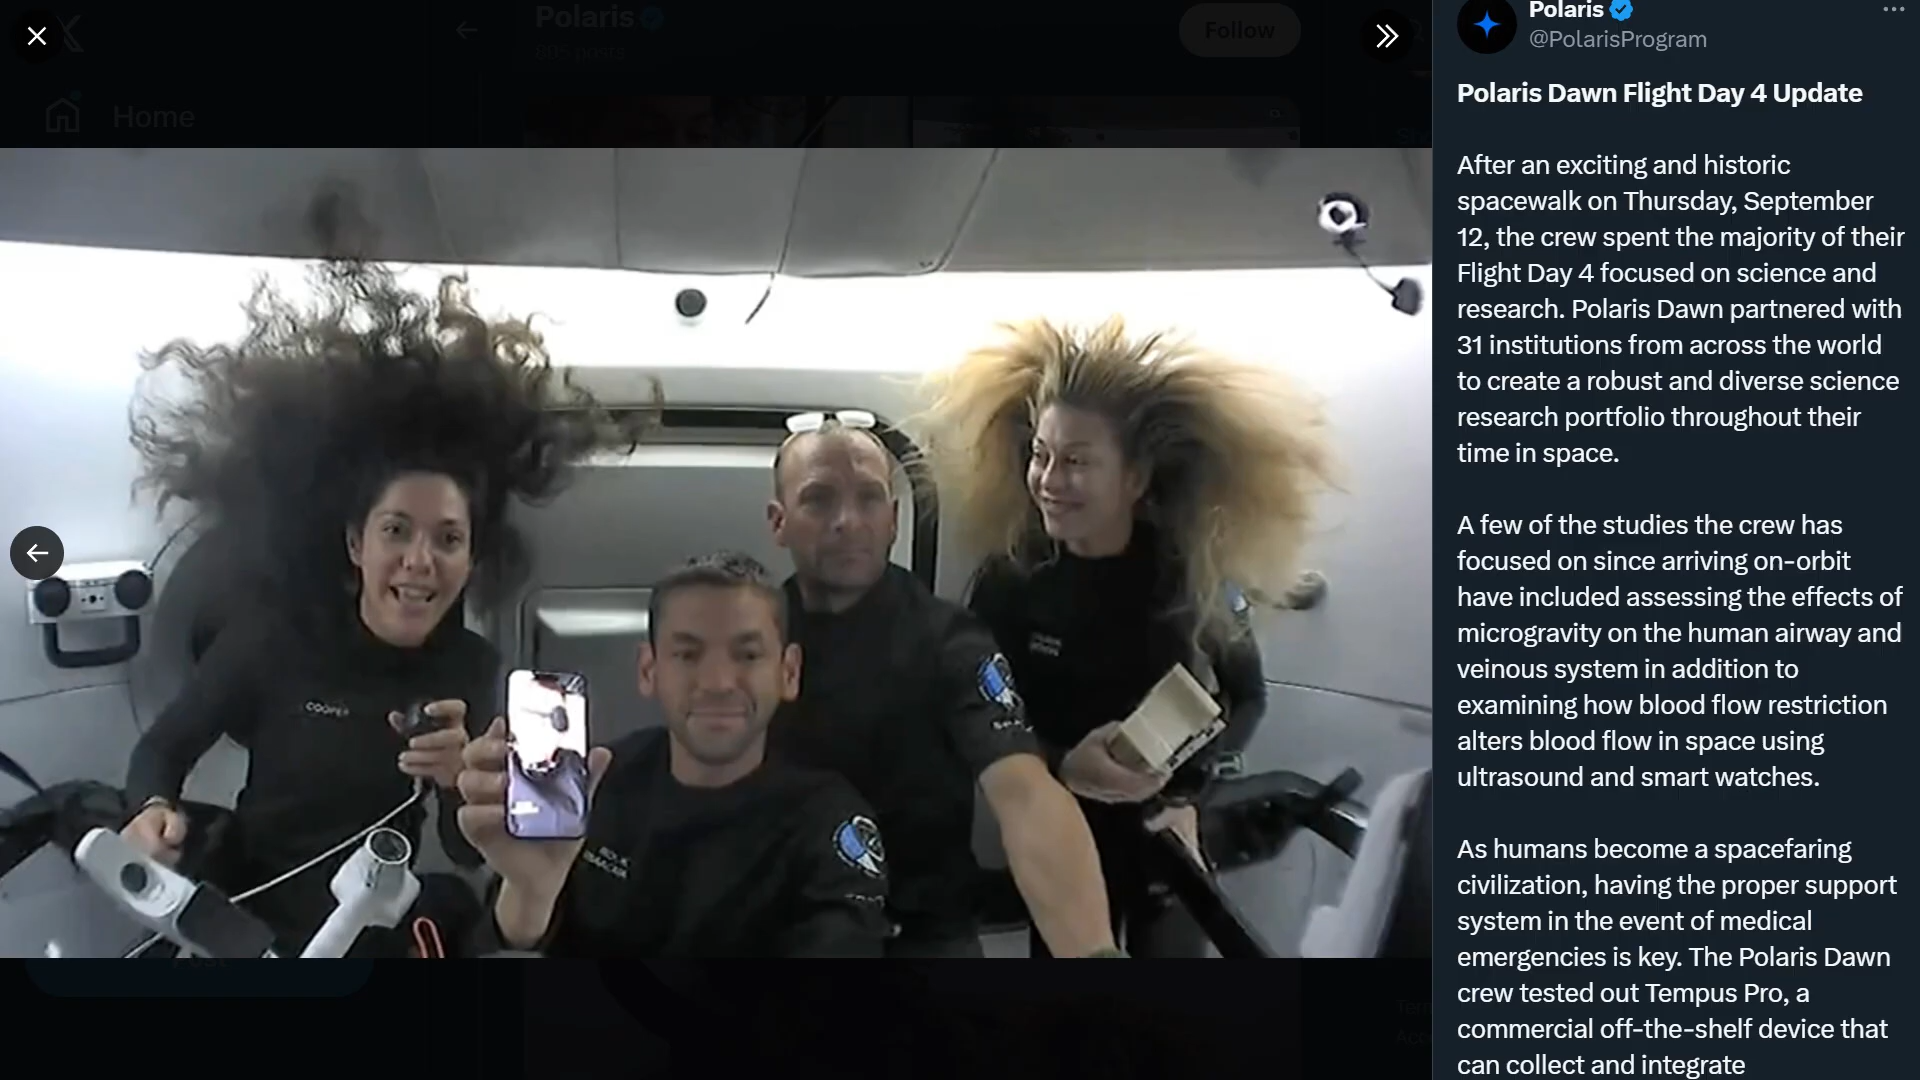 Polaris
895 posts
Follow
Home
COOPER
Post
Polaris
@PolarisProgram
Polaris Dawn Flight Day 4 Update
After an exciting and historic
spacewalk on Thursday, September
12, the crew spent the majority of their
Flight Day 4 focused on science and
research. Polaris Dawn partnered with
31 institutions from across the world
to create a robust and diverse science
research portfolio throughout their
time in space.
A few of the studies the crew has
focused on since arriving on-orbit
have included assessing the effects of
microgravity on the human airway and
veinous system in addition to
examining how blood flow restriction
alters blood flow in space using
ultrasound and smart watches.
As humans become a spacefaring
civilization, having the proper support
system in the event of medical
emergencies is key. The Polaris Dawn
crew tested out Tempus Pro, a
commercial off-the-shelf device that
can collect and integrate